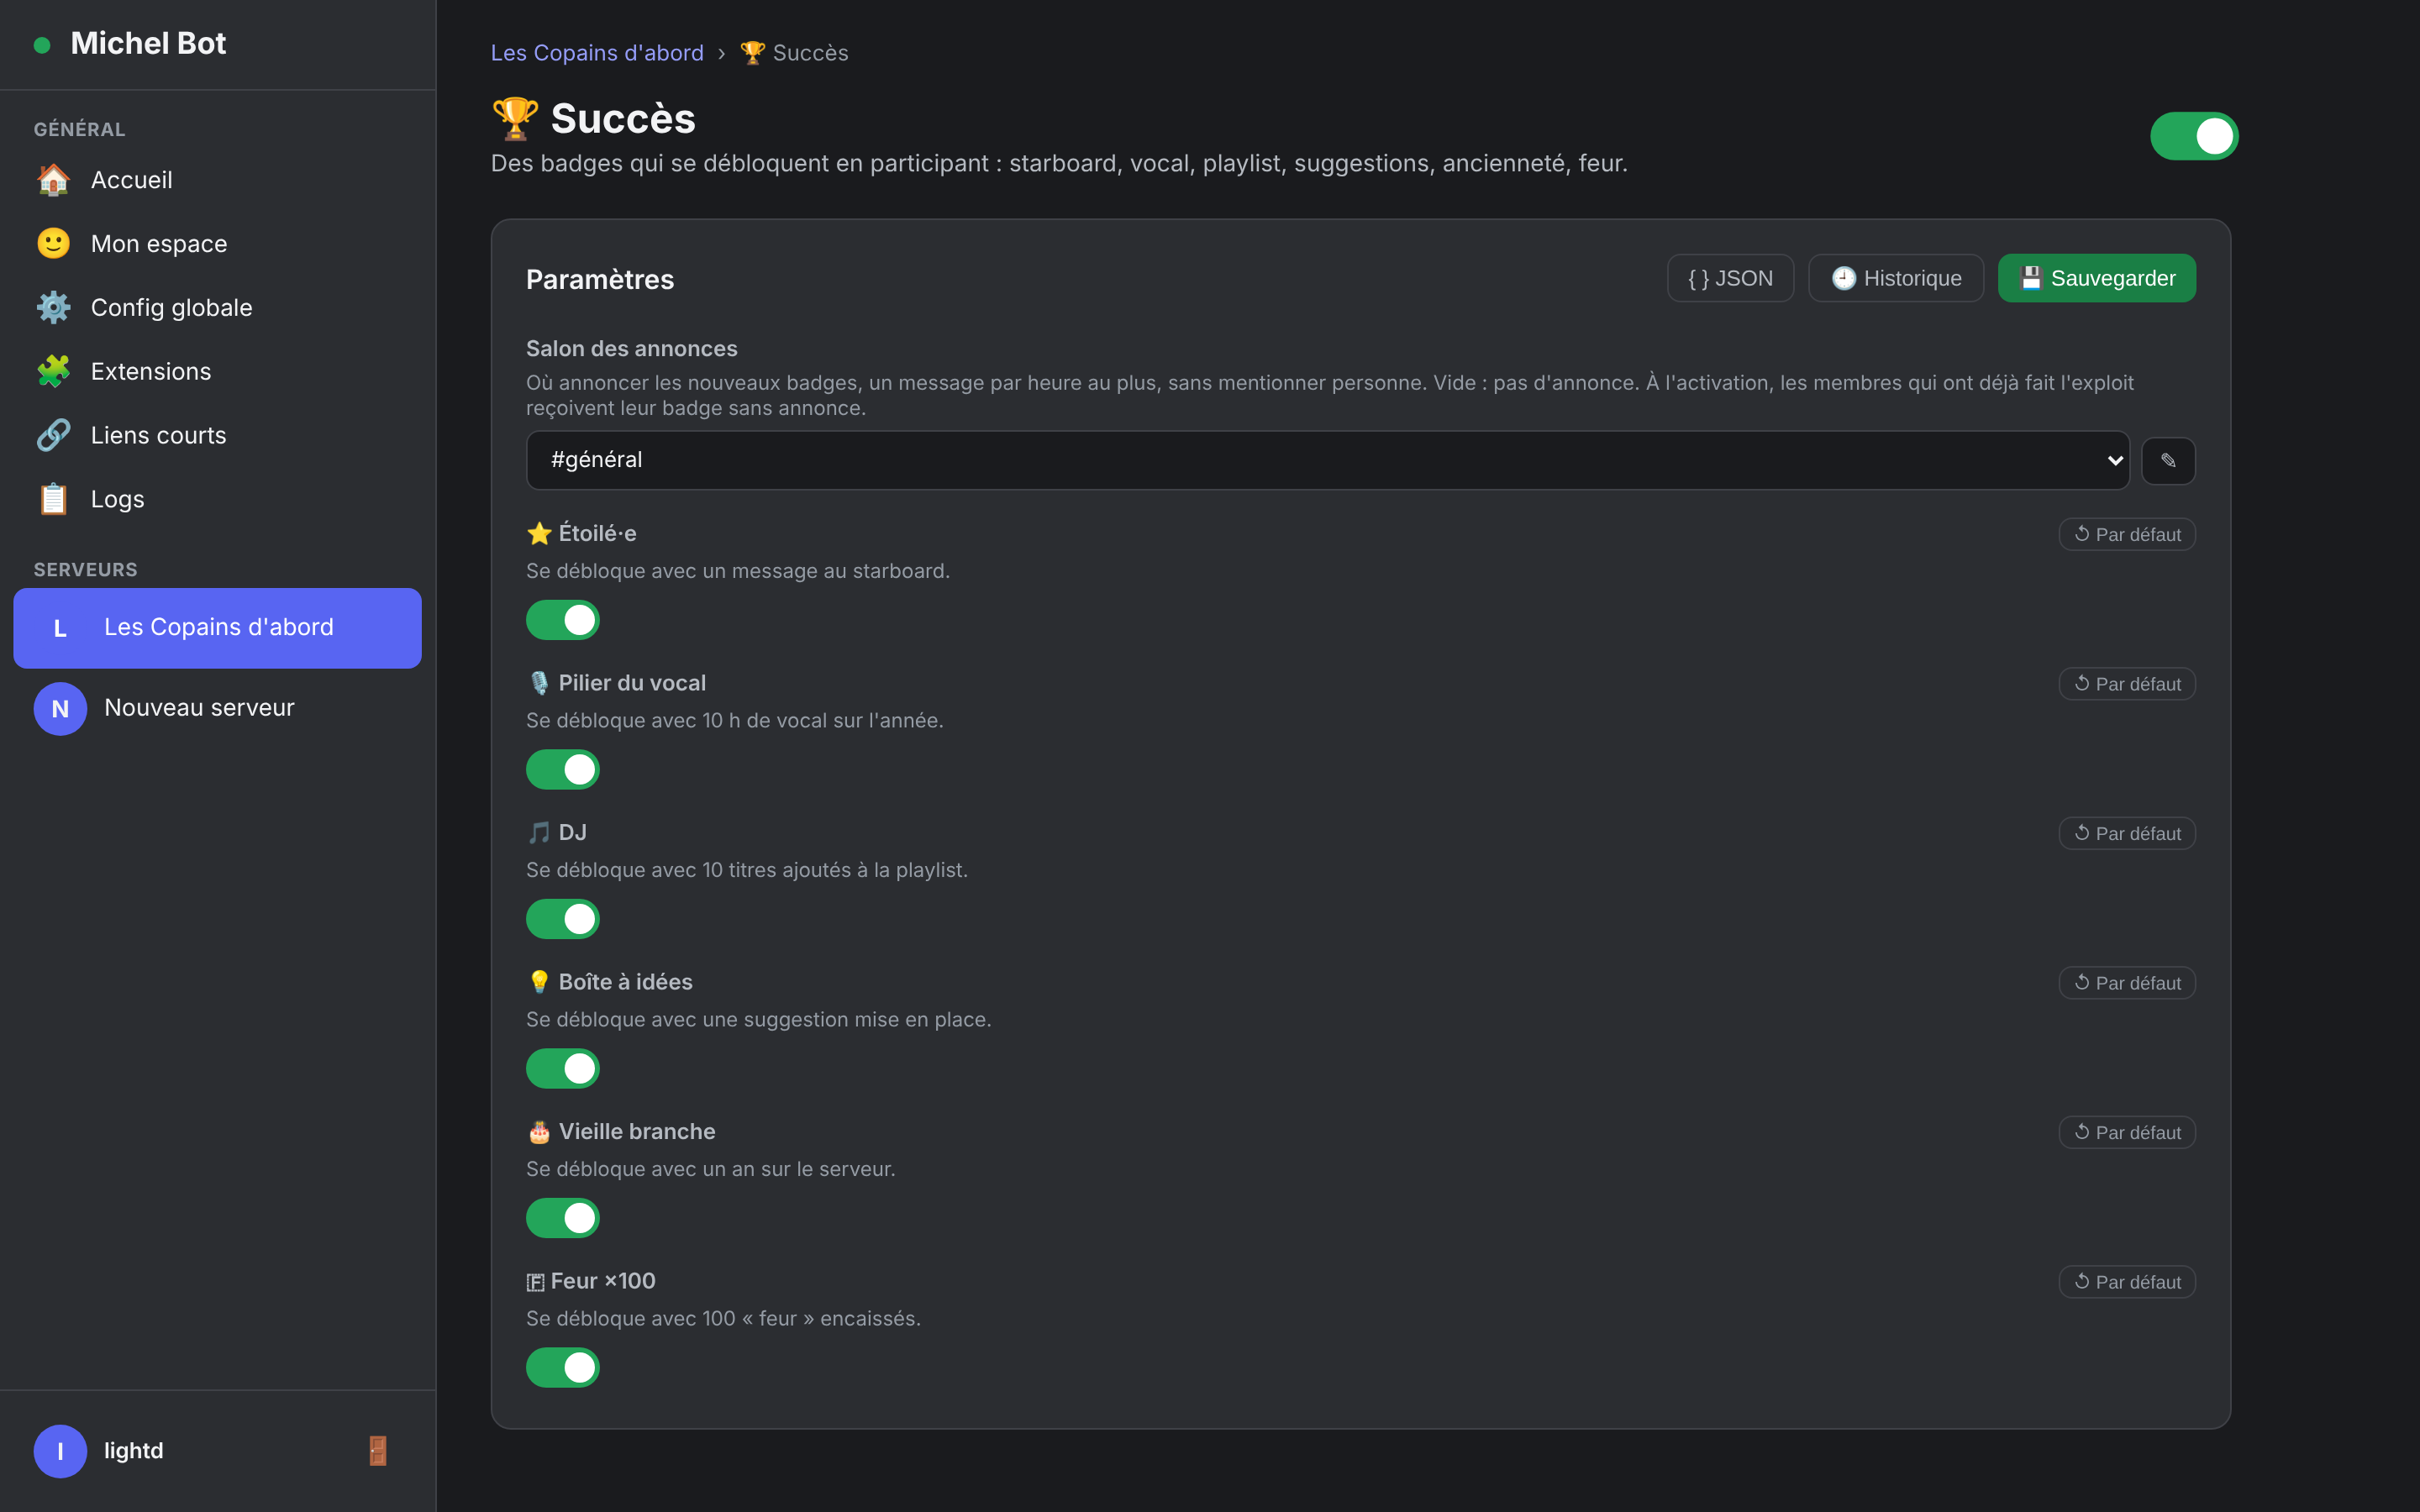 Michel Bot
GÉNÉRAL
🏠 Accueil
🙂 Mon espace
⚙️ Config globale
🧩 Extensions
🔗 Liens courts
📋 Logs
SERVEURS
L Les Copains d'abord
N Nouveau serveur
l lightd
Les Copains d'abord › 🏆 Succès
🏆 Succès
Des badges qui se débloquent en participant : starboard, vocal, playlist, suggestions, ancienneté, feur.
Paramètres
{ } JSON
🕘 Historique
💾 Sauvegarder
Salon des annonces
Où annoncer les nouveaux badges, un message par heure au plus, sans mentionner personne. Vide : pas d'annonce. À l'activation, les membres qui ont déjà fait l'exploit
reçoivent leur badge sans annonce.
#général
⭐ Étoilé·e
↺ Par défaut
Se débloque avec un message au starboard.
🎙️ Pilier du vocal
↺ Par défaut
Se débloque avec 10 h de vocal sur l'année.
🎵 DJ
↺ Par défaut
Se débloque avec 10 titres ajoutés à la playlist.
💡 Boîte à idées
↺ Par défaut
Se débloque avec une suggestion mise en place.
🎂 Vieille branche
↺ Par défaut
Se débloque avec un an sur le serveur.
🇫 Feur ×100
↺ Par défaut
Se débloque avec 100 « feur » encaissés.